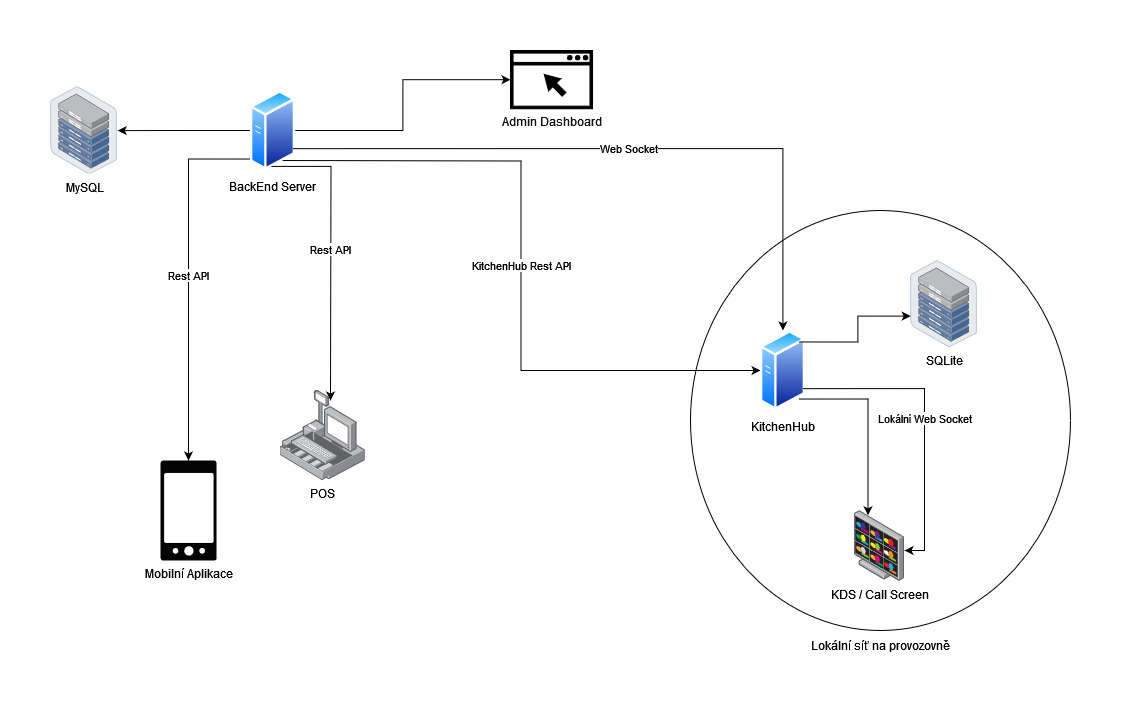 Admin Dashboard
Web Socket
MySQL
BackEnd Server
Rest API
Rest API
KitchenHub Rest API
SQLite
KitchenHub
Lokální Web Socket
POS
Mobilní Aplikace
KDS / Call Screen
Lokální síť na provozovně